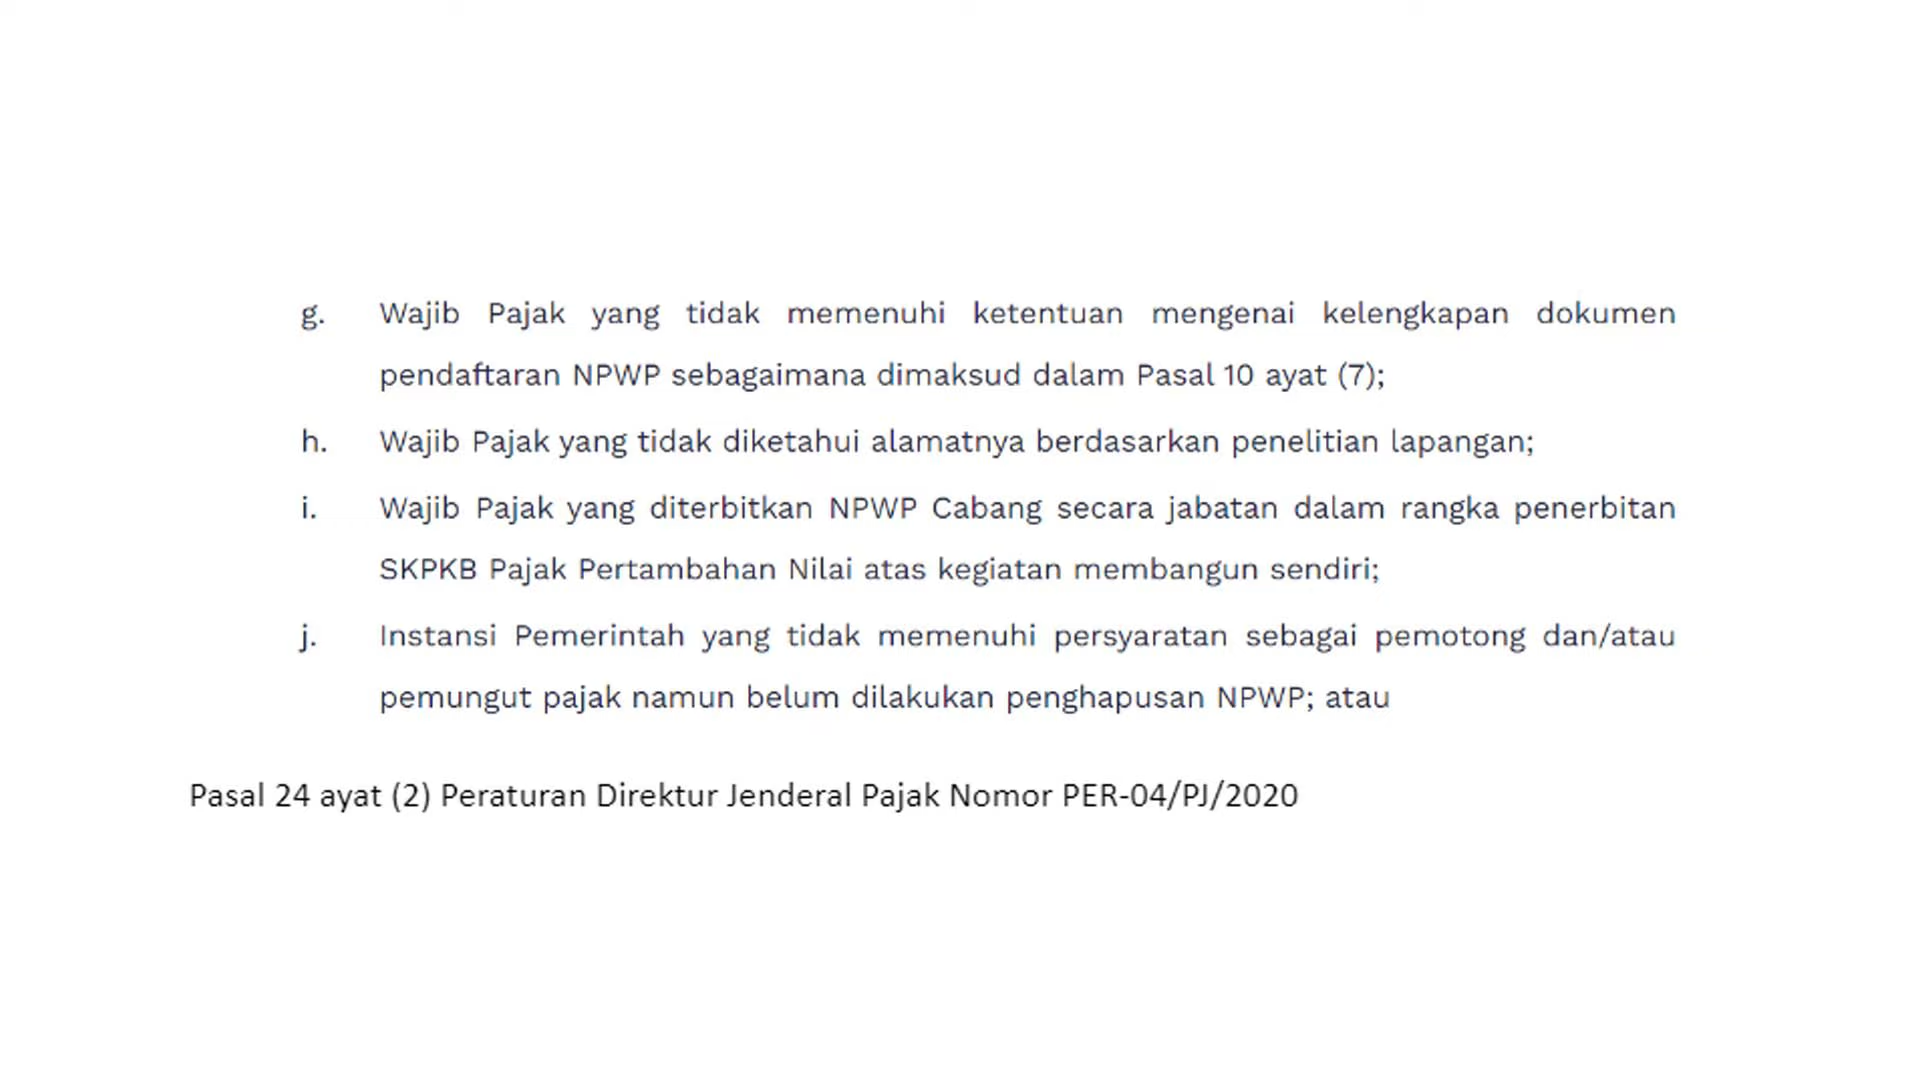 g. Wajib Pajak yang tidak memenuhi ketentuan mengenai kelengkapan dokumen
pendaftaran NPWP sebagaimana dimaksud dalam Pasal 10 ayat (7);
h. Wajib Pajak yang tidak diketahui alamatnya berdasarkan penelitian lapangan;
i. Wajib Pajak yang diterbitkan NPWP Cabang secara jabatan dalam rangka penerbitan
SKPKB Pajak Pertambahan Nilai atas kegiatan membangun sendiri;
j. Instansi Pemerintah yang tidak memenuhi persyaratan sebagai pemotong dan/atau
pemungut pajak namun belum dilakukan penghapusan NPWP; atau
Pasal 24 ayat (2) Peraturan Direktur Jenderal Pajak Nomor PER-04/PJ/2020